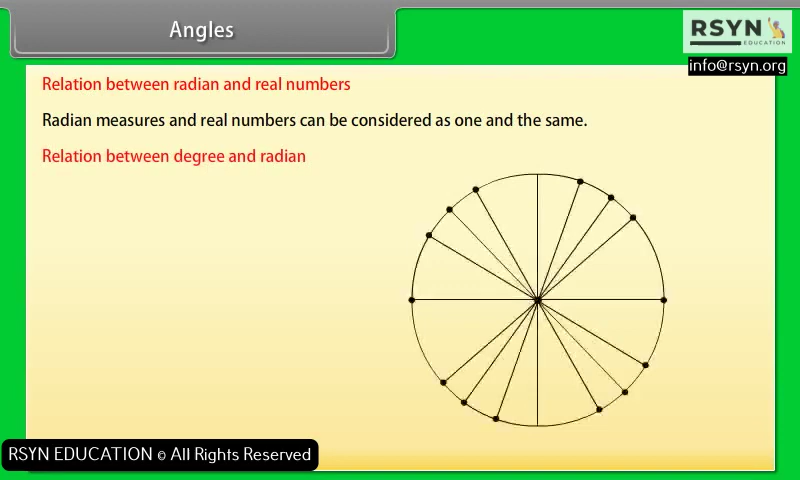 Angles
RSYN
EDUCATION
info@rsyn.org
Relation between radian and real numbers
Radian measures and real numbers can be considered as one and the same.
Relation between degree and radian
RSYN EDUCATION © All Rights Reserved